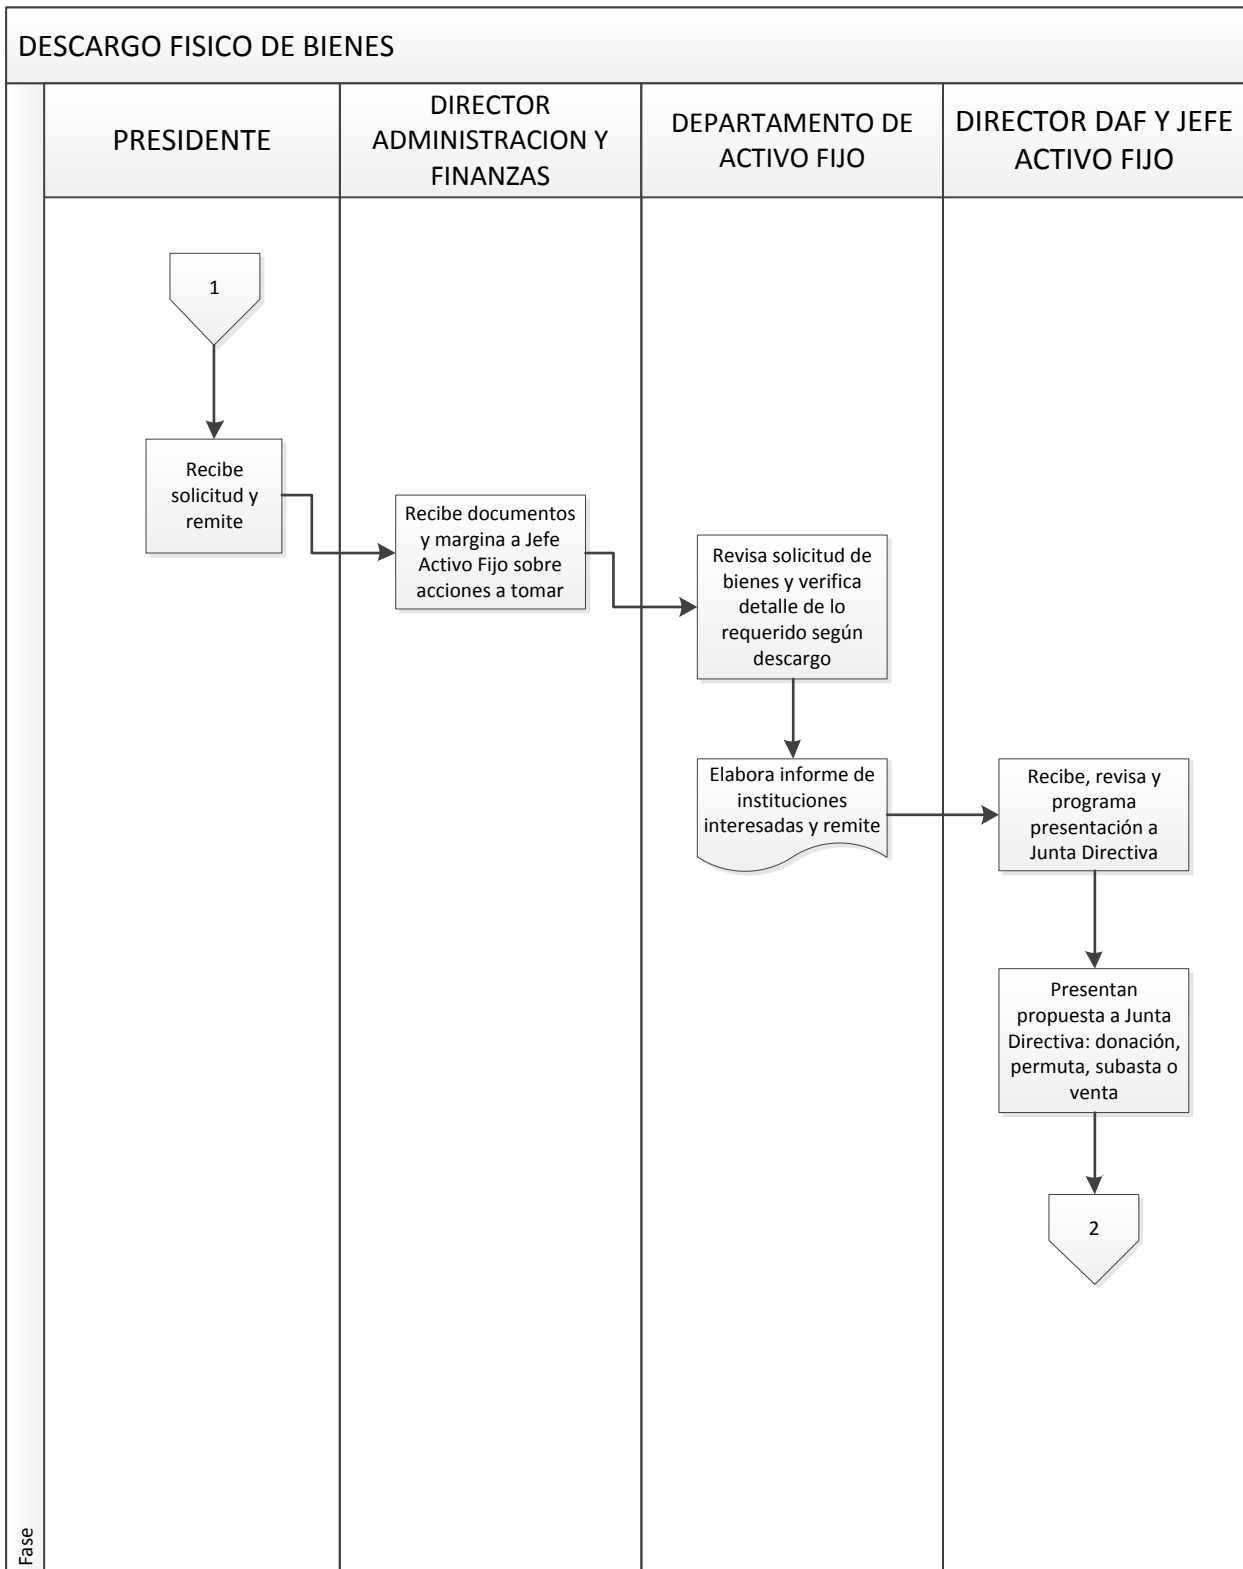 DESCARGO FISICO DE BIENES
PRESIDENTE
DIRECTOR
ADMINISTRACION Y
FINANZAS
DEPARTAMENTO DE
ACTIVO FIJO
DIRECTOR DAF Y JEFE
ACTIVO FIJO
1
Recibe
solicitud y
remite
Recibe documentos
y margina a Jefe
Activo Fijo sobre
acciones a tomar
Revisa solicitud de
bienes y verifica
detalle de lo
requerido según
descargo
Elabora informe de
instituciones
interesadas y remite
Recibe, revisa y
programa
presentación a
Junta Directiva
Presentan
propuesta a Junta
Directiva: donación,
permuta, subasta o
venta
2
Fase